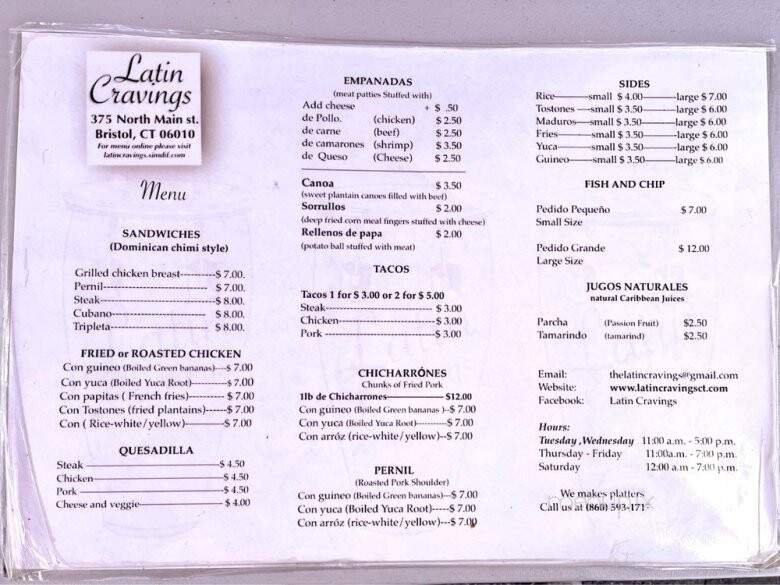 Latin
Cravings
375 North Main st.
Bristol, CT 06010
For menu online please visit
latincravings.simdif.com
Menu
SANDWICHES
(Dominican chimi style)
Grilled chicken breast----------$ 7.00.
Pernil--------------------------- $ 7.00.
Steak----------------------------$ 8.00.
Cubano------------------------ $ 8.00.
Tripleta------------------------- $ 8.00.
FRIED or ROASTED CHICKEN
Con guineo (Boiled Green bananas)---$ 7.00
Con yuca (Boiled Yuca Root)--------$ 7.00
Con papitas ( French fries)--------- $ 7.00
Con Tostones (fried plantains)------$ 7.00
Con ( Rice-white /yellow)---------$ 7.00
QUESADILLA
Steak -------------------------------$ 4.50
Chicken-----------------------------$ 4.50
Pork --------------------------------$ 4.50
Cheese and veggie-------------------$ 4.00
EMPANADAS
(meat patties Stuffed with)
Add cheese + $ .50
de Pollo. (chicken) $ 2.50
de carne (beef) $ 2.50
de camarones (shrimp) $ 3.50
de Queso (Cheese) $ 2.50
Canoa $ 3.50
(sweet plantain canoes filled with beef)
Sorrullos $ 2.00
(deep fried corn meal fingers stuffed with cheese)
Rellenos de papa $ 2.00
(potato ball stuffed with meat)
TACOS
Tacos 1 for $ 3.00 or 2 for $ 5.00
Steak--------------------------- $ 3.00
Chicken------------------------$ 3.00
Pork ---------------------------$ 3.00
CHICHARRÓNES
Chunks of Fried Pork
1lb de Chicharrones--------------$12.00
Con guineo (Boiled Green bananas )--$ 7.00
Con yuca (Boiled Yuca Root)---------$ 7.00
Con arróz (rice-white/yellow)--$ 7.00
PERNIL
(Roasted Pork Shoulder)
Con guineo (Boiled Green bananas)---$ 7.00
Con yuca (Boiled Yuca Root)-----$ 7.00
Con arróz (rice-white/yellow)---$ 7.00
SIDES
Rice--------small $ 4.00--------large $ 7.00
Tostones ---small $ 3.50-------large $ 6.00
Maduros----small $ 3.50-------large $ 6.00
Fries--------small $ 3.50-------large $ 6.00
Yuca--------small $ 3.50-------large $ 6.00
Guineo-----small $ 3.50-------large $ 6.00
FISH AND CHIP
Pedido Pequeño $ 7.00
Small Size
Pedido Grande $ 12.00
Large Size
JUGOS NATURALES
natural Caribbean Juices
Parcha (Passion Fruit) $2.50
Tamarindo (tamarind) $2.50
Email: thelatincravings@gmail.com
Website: www.latincravingsct.com
Facebook: Latin Cravings
Hours:
Tuesday,Wednesday 11:00 a.m. - 5:00 p.m.
Thursday - Friday 11:00a.m. - 7:00 p.m.
Saturday 12:00 a.m - 7:00 p.m.
We makes platters
Call us at (860) 593-171